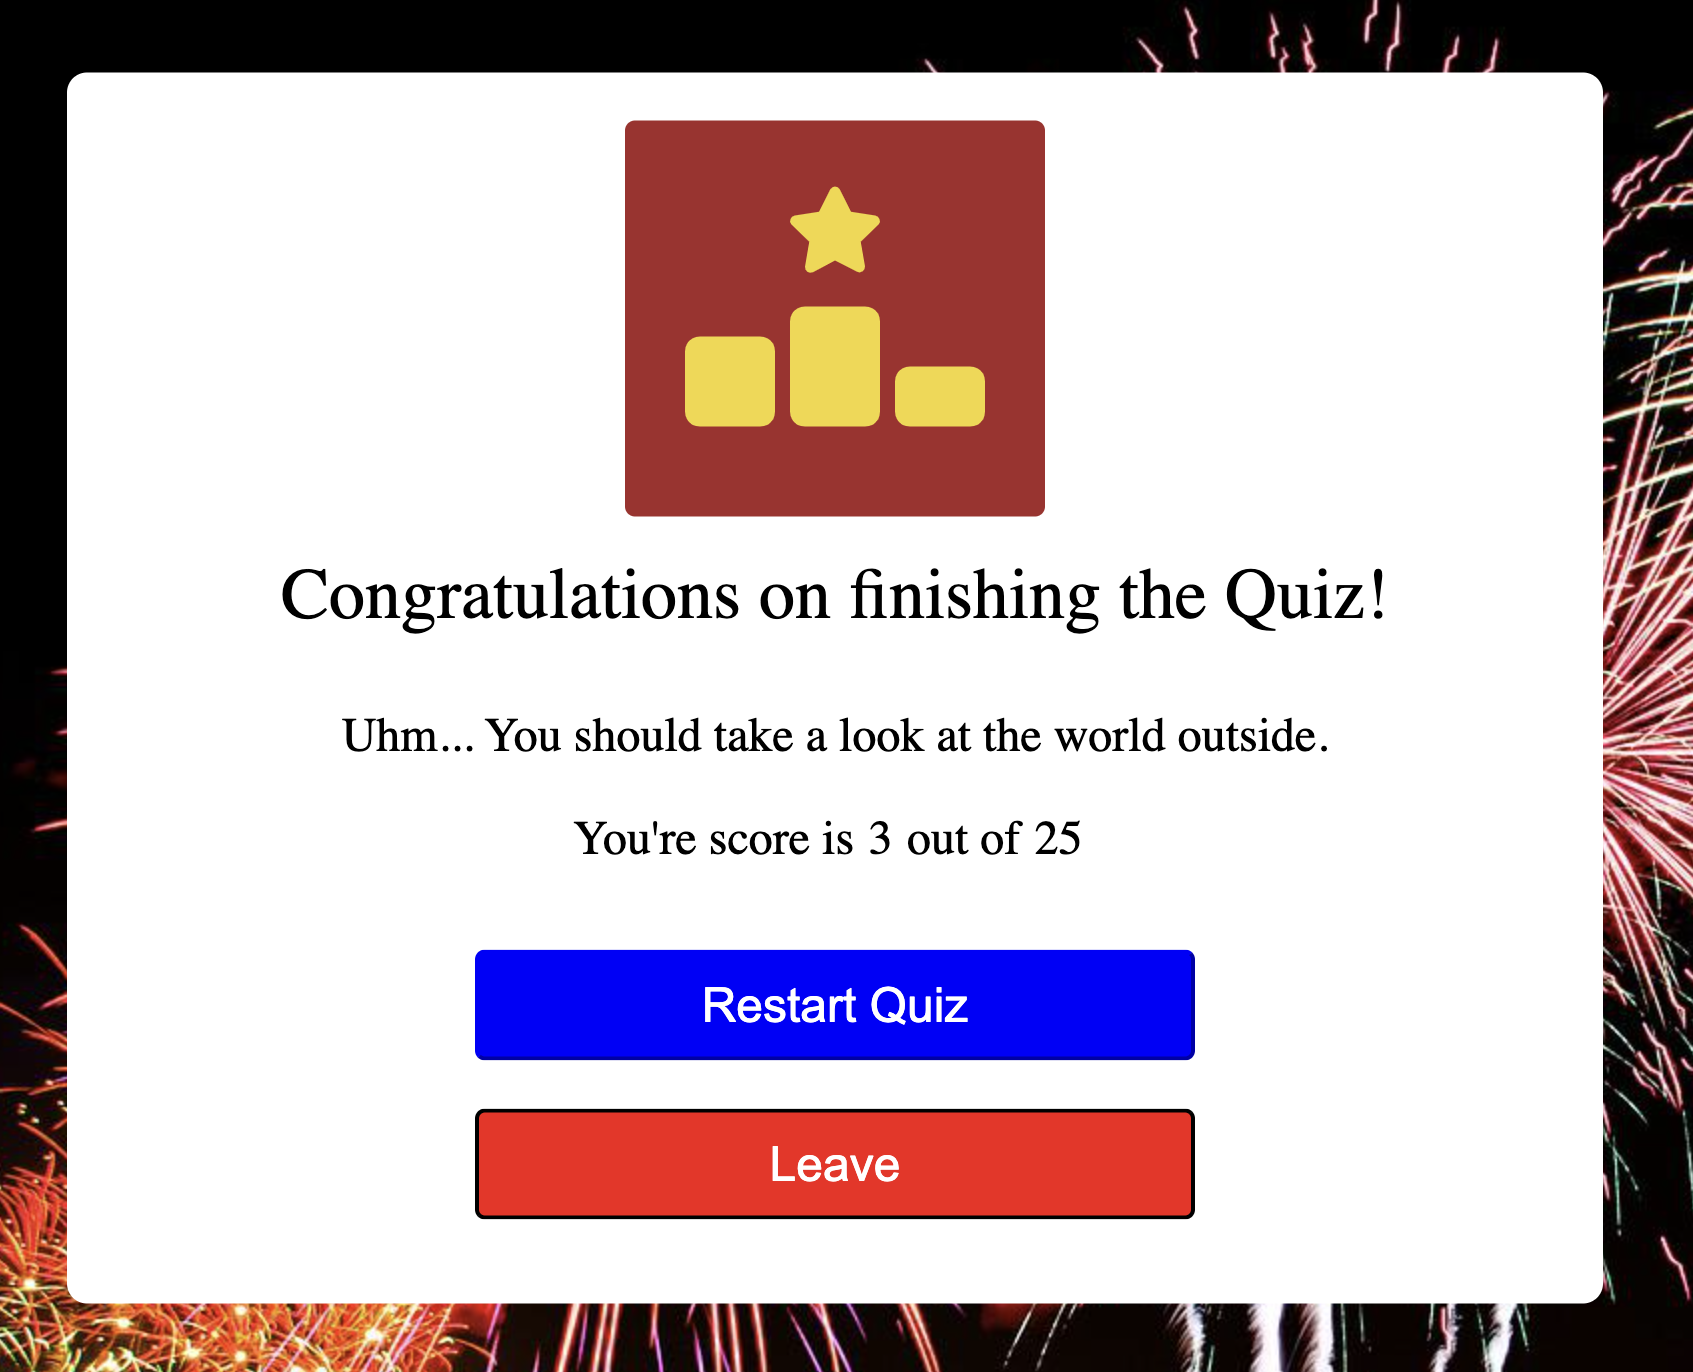 Congratulations on finishing the Quiz!
Uhm... You should take a look at the world outside.
You're score is 3 out of 25
Restart Quiz
Leave